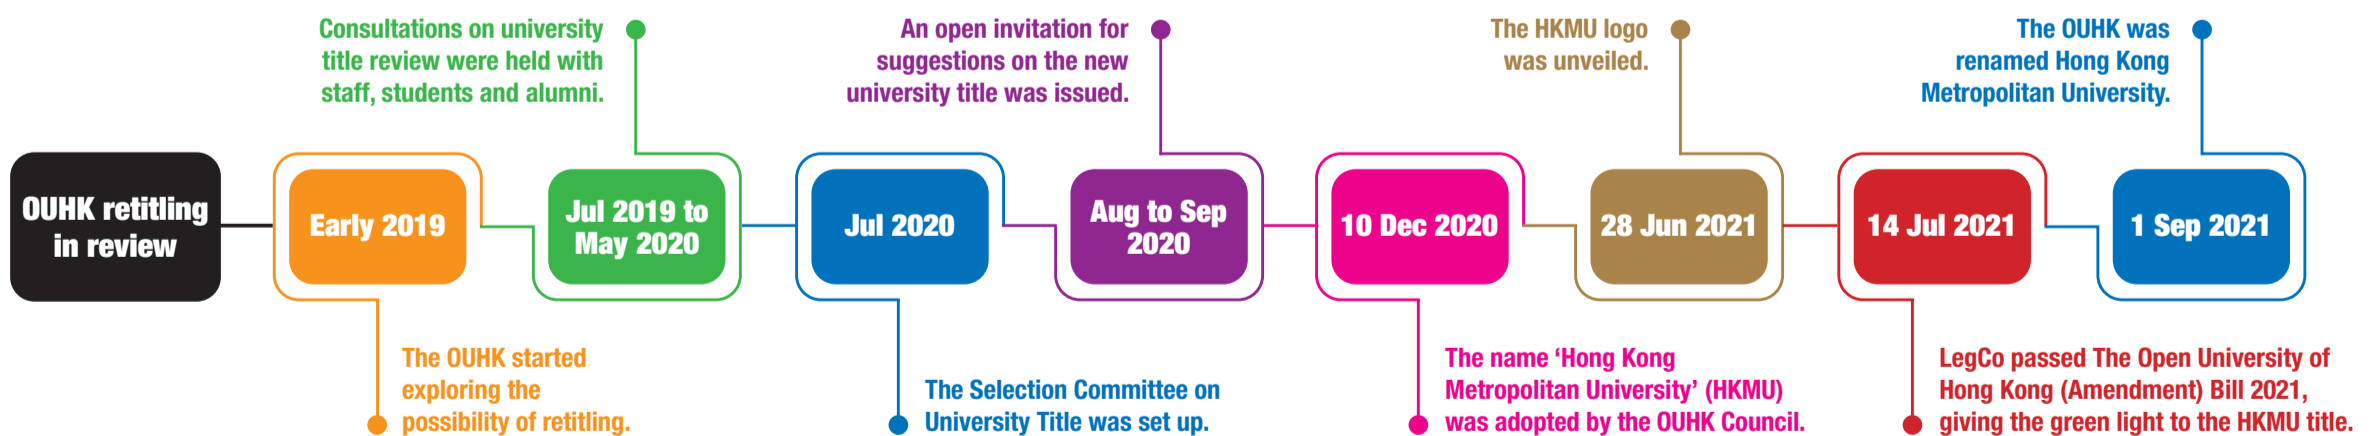 OUHK retitling
in review
Early 2019
The OUHK started
exploring the
possibility of retitling.
Jul 2019 to
May 2020
Consultations on university
title review were held with
staff, students and alumni.
Jul 2020
The Selection Committee on
University Title was set up.
Aug to Sep
2020
An open invitation for
suggestions on the new
university title was issued.
10 Dec 2020
The name ‘Hong Kong
Metropolitan University’ (HKMU)
was adopted by the OUHK Council.
28 Jun 2021
The HKMU logo
was unveiled.
14 Jul 2021
LegCo passed The Open University of
Hong Kong (Amendment) Bill 2021,
giving the green light to the HKMU title.
1 Sep 2021
The OUHK was
renamed Hong Kong
Metropolitan University.